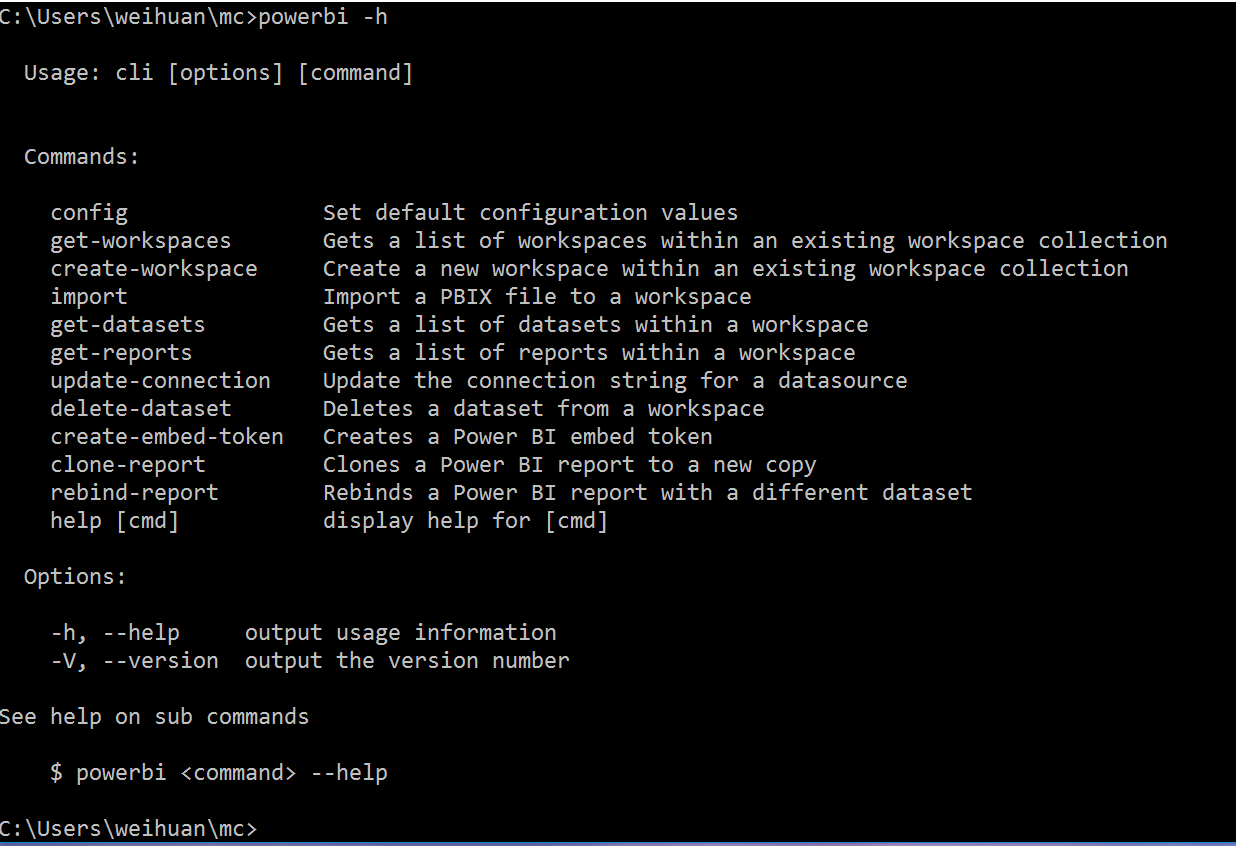 C:\Users\weihuan\mc>powerbi -h
Usage: cli [options] [command]
Commands:
config Set default configuration values
get-workspaces Gets a list of workspaces within an existing workspace collection
create-workspace Create a new workspace within an existing workspace collection
import Import a PBIX file to a workspace
get-datasets Gets a list of datasets within a workspace
get-reports Gets a list of reports within a workspace
update-connection Update the connection string for a datasource
delete-dataset Deletes a dataset from a workspace
create-embed-token Creates a Power BI embed token
clone-report Clones a Power BI report to a new copy
rebind-report Rebinds a Power BI report with a different dataset
help [cmd] display help for [cmd]
Options:
-h, --help output usage information
-V, --version output the version number
See help on sub commands
$ powerbi <command> --help
C:\Users\weihuan\mc>